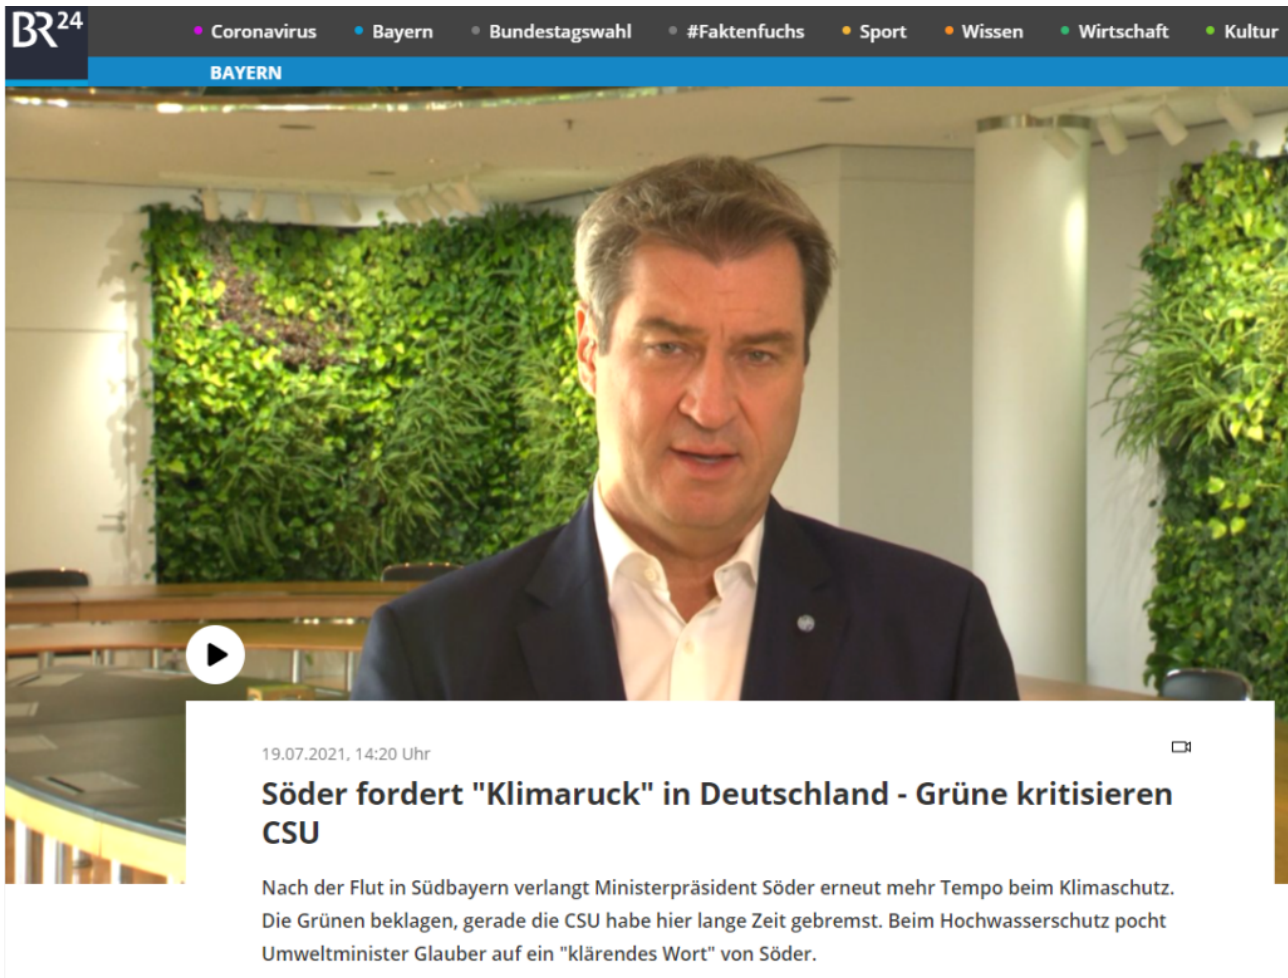 BR24
Coronavirus
Bayern
Bundestagswahl
#Faktenfuchs
Sport
Wissen
Wirtschaft
Kultur
BAYERN
19.07.2021, 14:20 Uhr
Söder fordert "Klimaruck" in Deutschland - Grüne kritisieren
CSU
Nach der Flut in Südbayern verlangt Ministerpräsident Söder erneut mehr Tempo beim Klimaschutz.
Die Grünen beklagen, gerade die CSU habe hier lange Zeit gebremst. Beim Hochwasserschutz pocht
Umweltminister Glauber auf ein "klärendes Wort" von Söder.